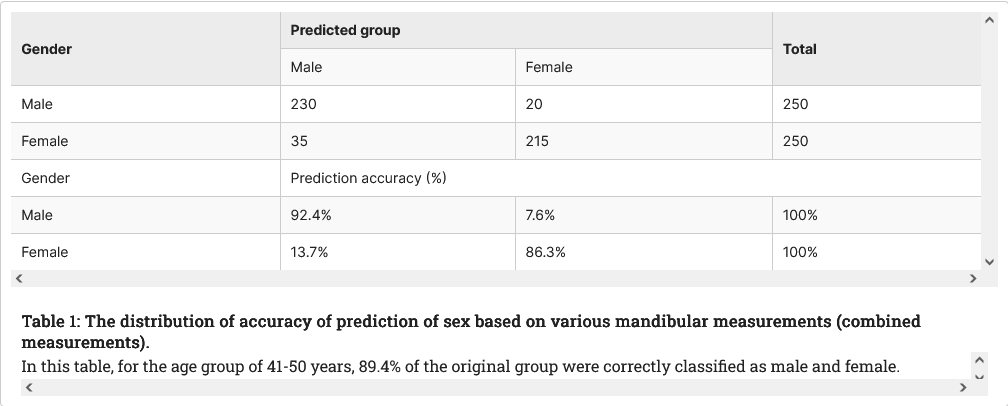 Gender Predicted group Total
Male Female
Male 230 20 250
Female 35 215 250
Gender Prediction accuracy (%)
Male 92.4% 7.6% 100%
Female 13.7% 86.3% 100%
Table 1: The distribution of accuracy of prediction of sex based on various mandibular measurements (combined
measurements).
In this table, for the age group of 41-50 years, 89.4% of the original group were correctly classified as male and female.